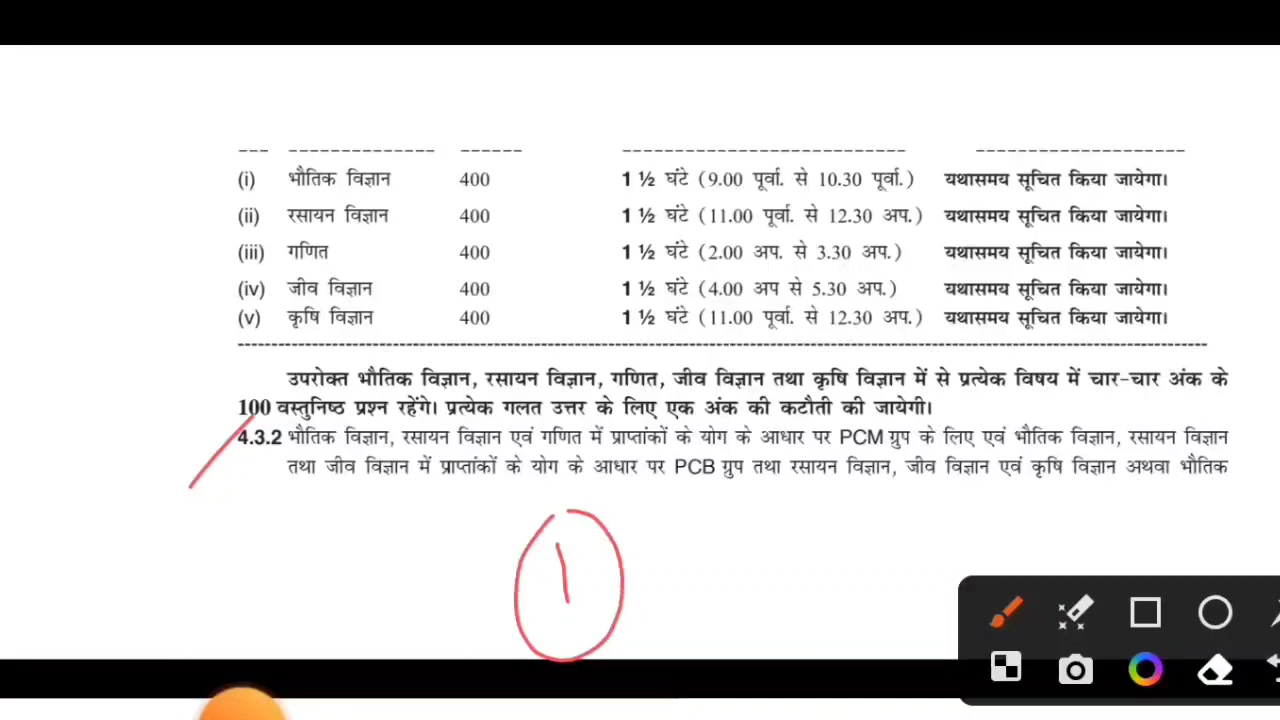 (i) भौतिक विज्ञान 400 1 ½ घंटे (9.00 पूर्वा. से 10.30 पूर्वा.) यथासमय सूचित किया जायेगा।
(ii) रसायन विज्ञान 400 1 ½ घंटे (11.00 पूर्वा. से 12.30 अप.) यथासमय सूचित किया जायेगा।
(iii) गणित 400 1 ½ घंटे (2.00 अप. से 3.30 अप.) यथासमय सूचित किया जायेगा।
(iv) जीव विज्ञान 400 1 ½ घंटे (4.00 अप से 5.30 अप.) यथासमय सूचित किया जायेगा।
(v) कृषि विज्ञान 400 1 ½ घंटे (11.00 पूर्वा. से 12.30 अप.) यथासमय सूचित किया जायेगा।
उपरोक्त भौतिक विज्ञान, रसायन विज्ञान, गणित, जीव विज्ञान तथा कृषि विज्ञान में से प्रत्येक विषय में चार-चार अंक के
100 वस्तुनिष्ठ प्रश्न रहेंगे। प्रत्येक गलत उत्तर के लिए एक अंक की कटौती की जायेगी।
4.3.2 भौतिक विज्ञान, रसायन विज्ञान एवं गणित में प्राप्तांकों के योग के आधार पर PCM ग्रुप के लिए एवं भौतिक विज्ञान, रसायन विज्ञान
तथा जीव विज्ञान में प्राप्तांकों के योग के आधार पर PCB ग्रुप तथा रसायन विज्ञान, जीव विज्ञान एवं कृषि विज्ञान अथवा भौतिक
1